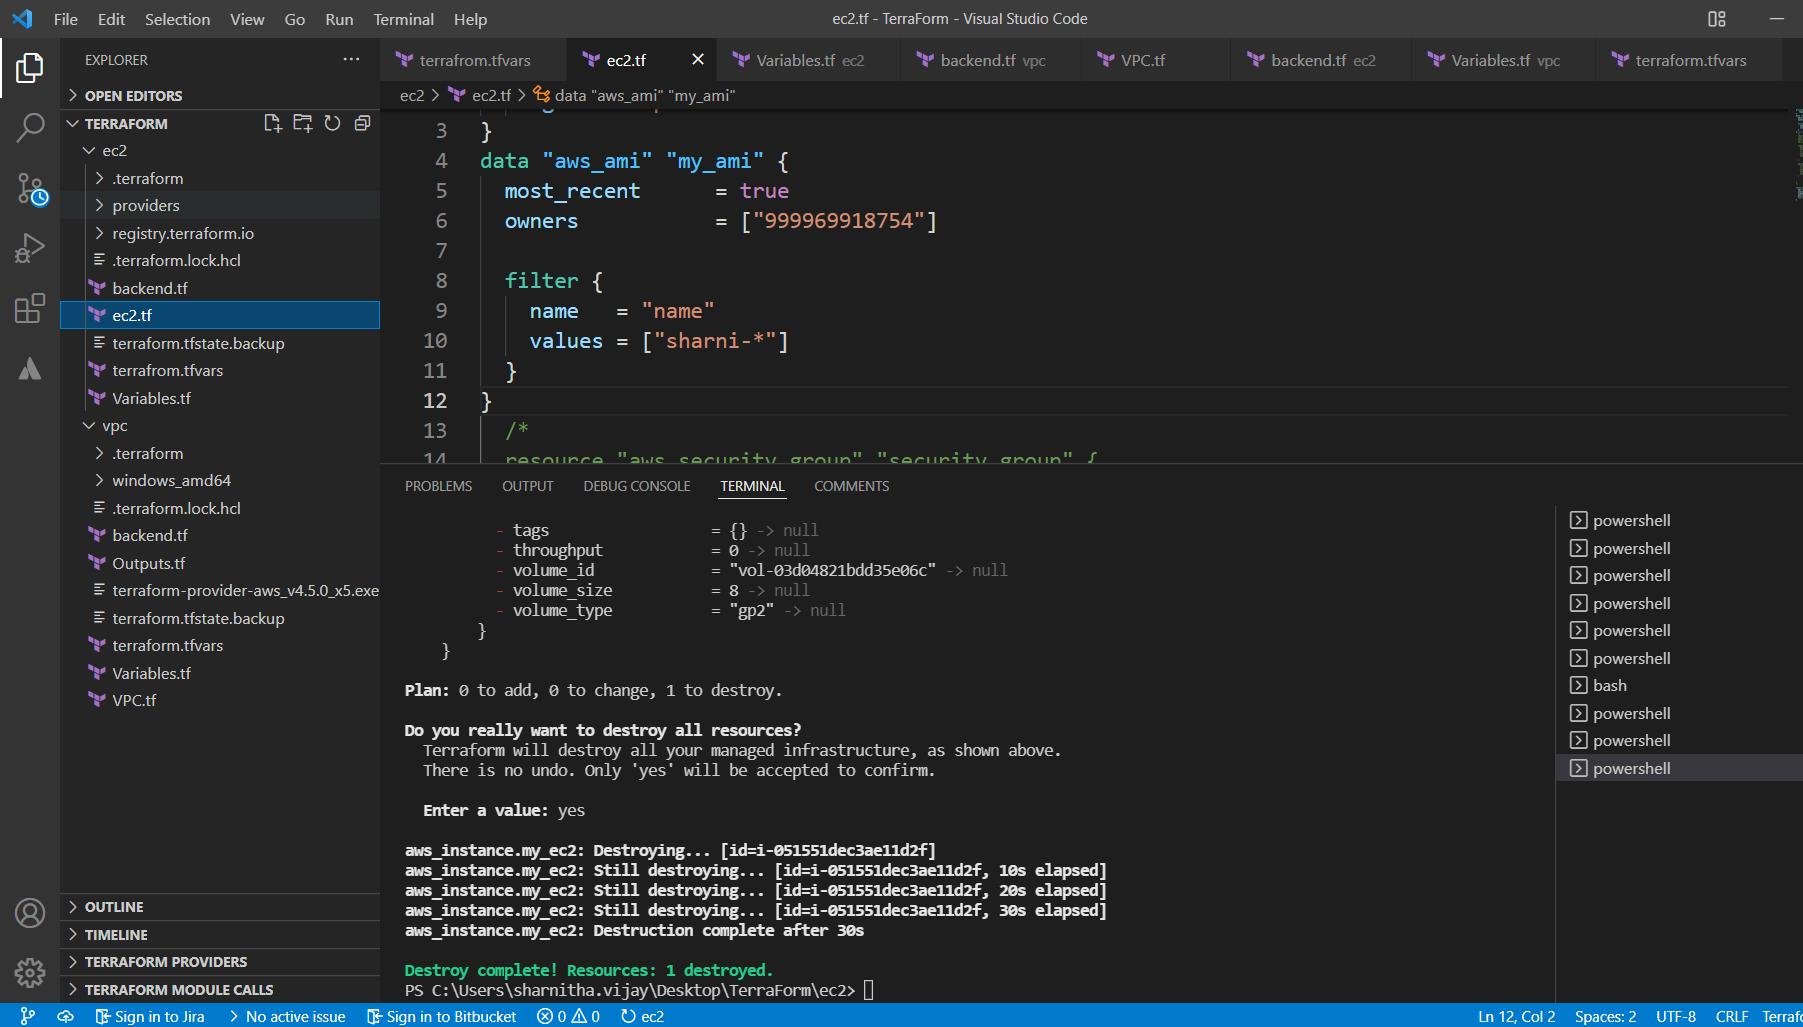 File Edit Selection View Go Run Terminal Help
ec2.tf - TerraForm - Visual Studio Code
EXPLORER
OPEN EDITORS
TERRAFORM
ec2
.terraform
providers
registry.terraform.io
.terraform.lock.hcl
backend.tf
ec2.tf
terraform.tfstate.backup
terrafrom.tfvars
Variables.tf
vpc
.terraform
windows_amd64
.terraform.lock.hcl
backend.tf
Outputs.tf
terraform-provider-aws_v4.5.0_x5.exe
terraform.tfstate.backup
terraform.tfvars
Variables.tf
VPC.tf
OUTLINE
TIMELINE
TERRAFORM PROVIDERS
TERRAFORM MODULE CALLS
terrafrom.tfvars ec2.tf Variables.tf ec2 backend.tf vpc VPC.tf backend.tf ec2 Variables.tf vpc terraform.tfvars
ec2 > ec2.tf > data "aws_ami" "my_ami"
3 }
4 data "aws_ami" "my_ami" {
5 most_recent = true
6 owners = ["999969918754"]
7
8 filter {
9 name = "name"
10 values = ["sharni-*"]
11 }
12 }
13 /*
14 resource "aws_security_group" "security_group" {
PROBLEMS OUTPUT DEBUG CONSOLE TERMINAL COMMENTS
- tags = {} -> null
- throughput = 0 -> null
- volume_id = "vol-03d04821bdd35e06c" -> null
- volume_size = 8 -> null
- volume_type = "gp2" -> null
}
}
Plan: 0 to add, 0 to change, 1 to destroy.
Do you really want to destroy all resources?
Terraform will destroy all your managed infrastructure, as shown above.
There is no undo. Only 'yes' will be accepted to confirm.
Enter a value: yes
aws_instance.my_ec2: Destroying... [id=i-051551dec3ae11d2f]
aws_instance.my_ec2: Still destroying... [id=i-051551dec3ae11d2f, 10s elapsed]
aws_instance.my_ec2: Still destroying... [id=i-051551dec3ae11d2f, 20s elapsed]
aws_instance.my_ec2: Still destroying... [id=i-051551dec3ae11d2f, 30s elapsed]
aws_instance.my_ec2: Destruction complete after 30s
Destroy complete! Resources: 1 destroyed.
PS C:\Users\sharnitha.vijay\Desktop\TerraForm\ec2>
powershell
powershell
powershell
powershell
powershell
powershell
bash
powershell
powershell
powershell
Sign in to Jira No active issue Sign in to Bitbucket 0 0 ec2 Ln 12, Col 2 Spaces: 2 UTF-8 CRLF Terrafo